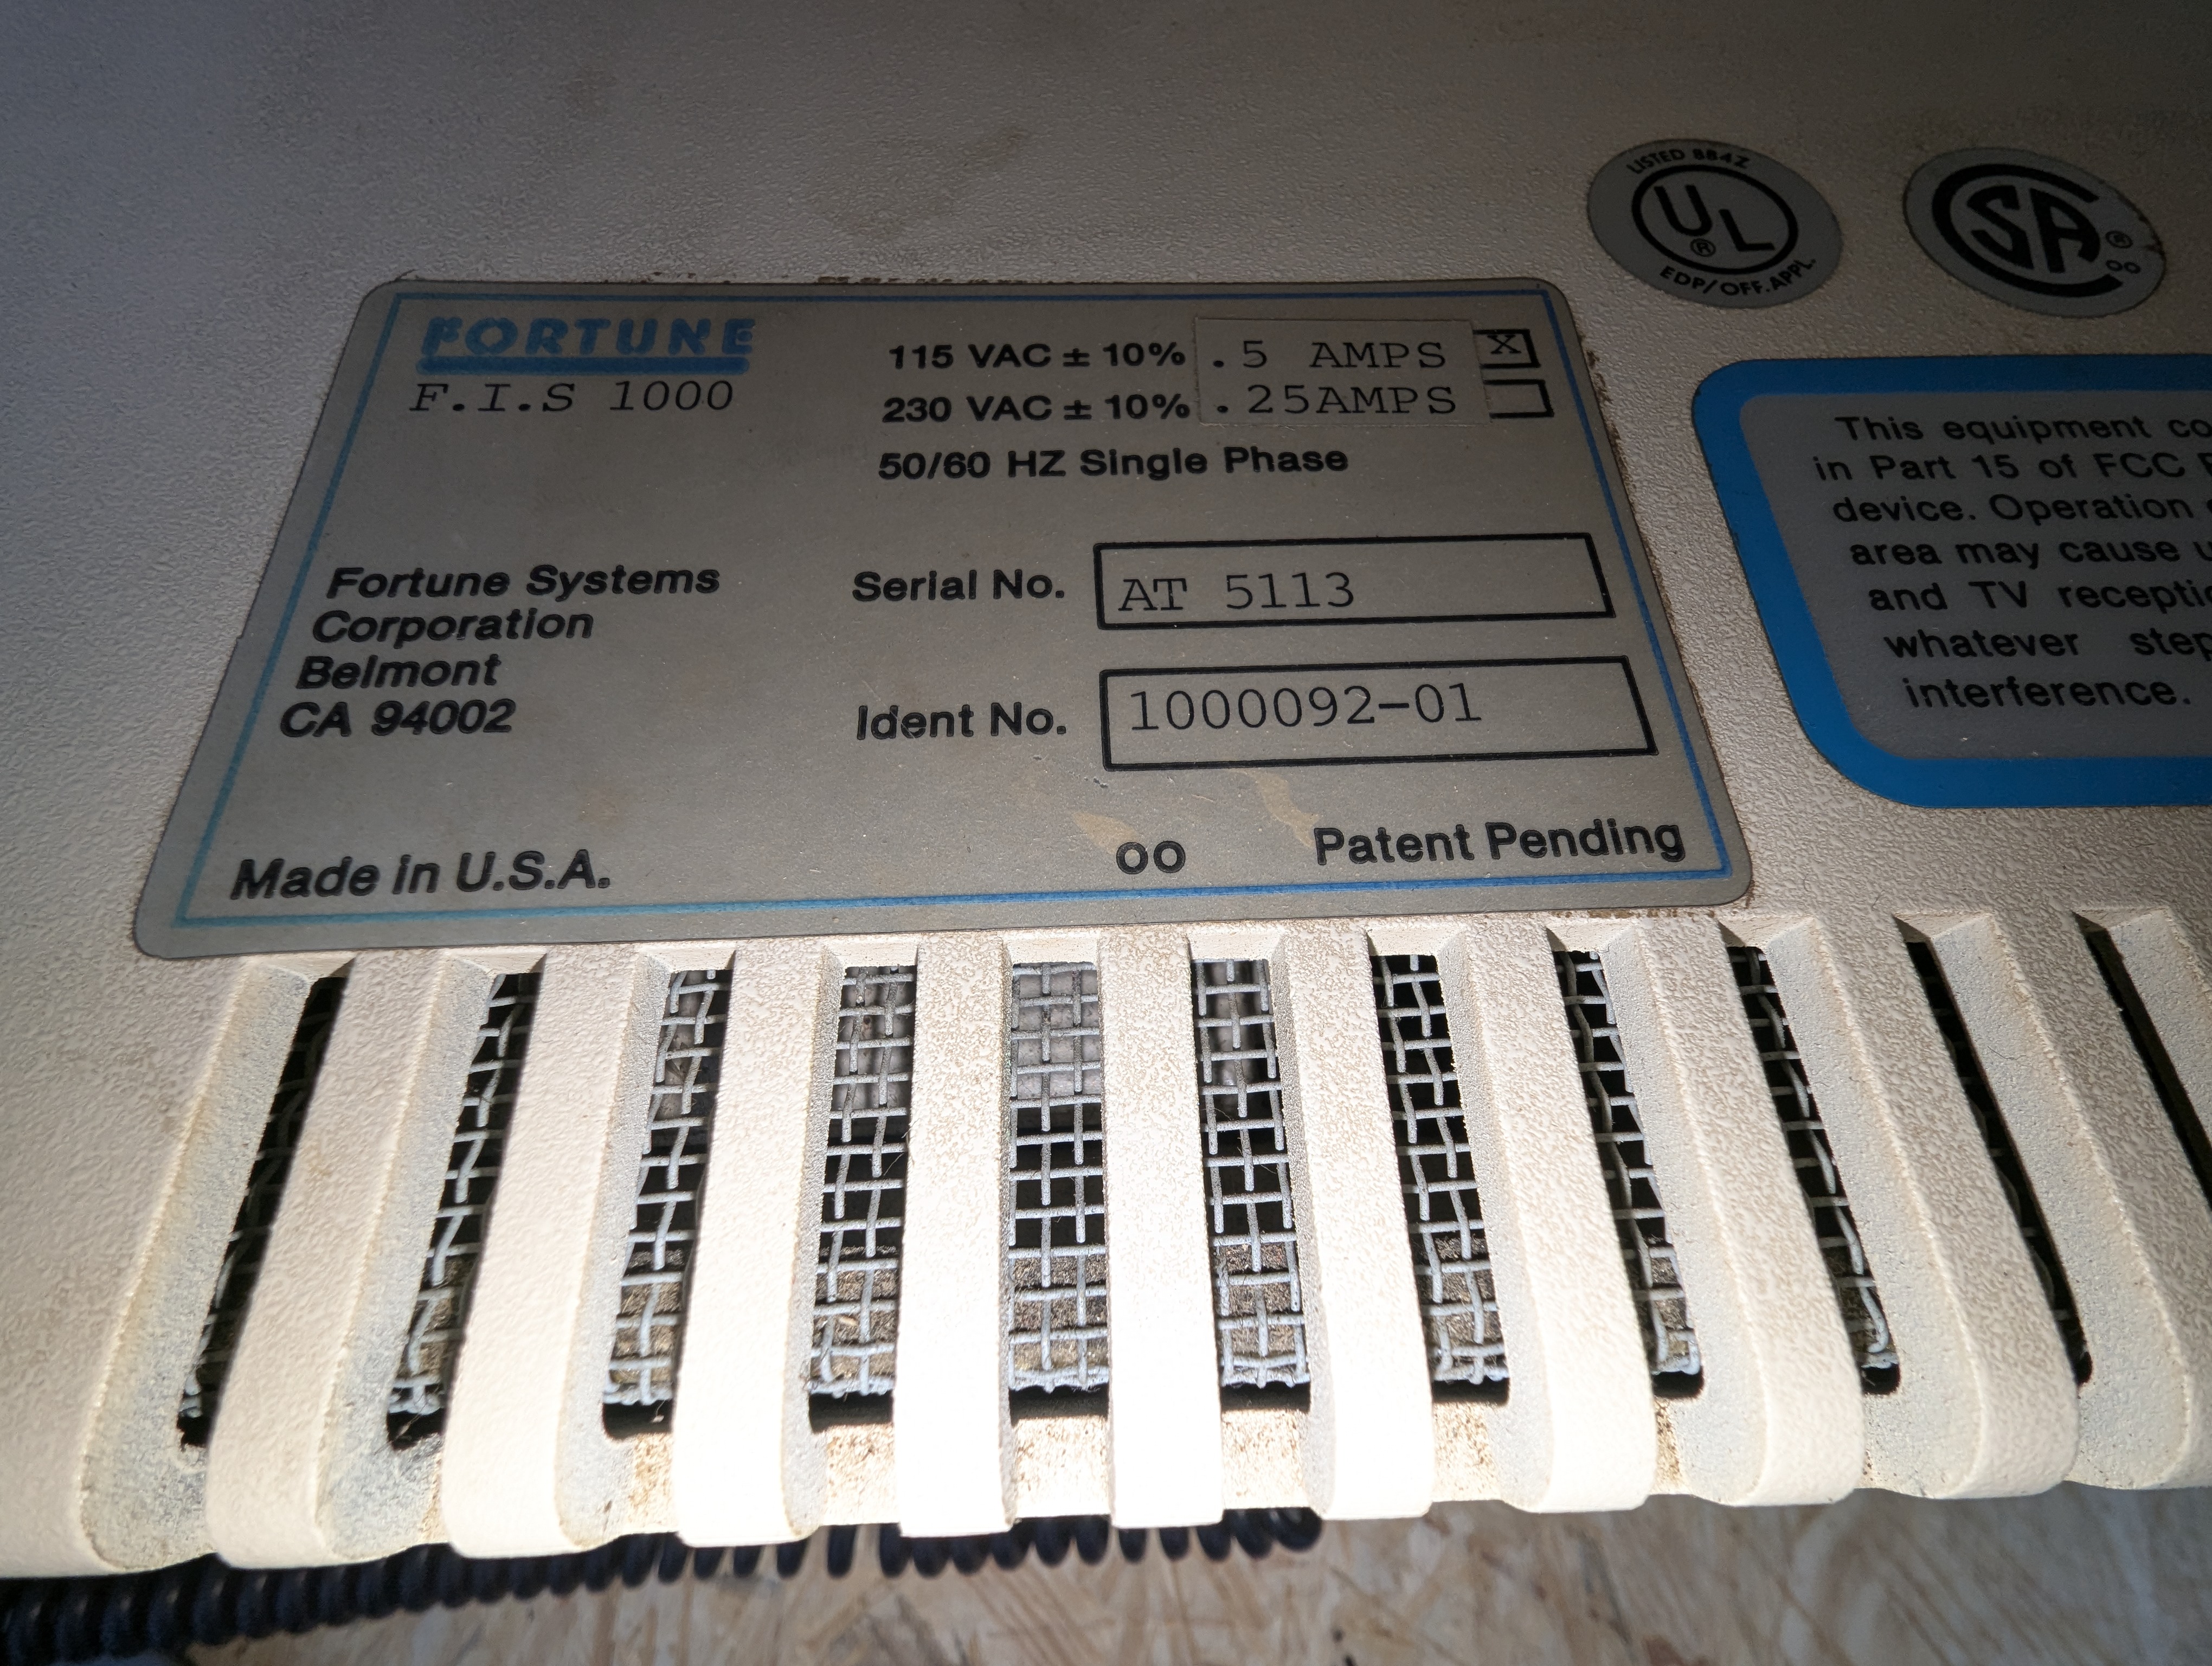 LISTED 884Z
UL
®
EDP/OFF.APPL.
SA
®
FORTUNE
F.I.S 1000
115 VAC ± 10% .5 AMPS X
230 VAC ± 10% .25AMPS
50/60 HZ Single Phase
Fortune Systems
Corporation
Belmont
CA 94002
Serial No. AT 5113
Ident No. 1000092-01
Made in U.S.A.
OO
Patent Pending
This equipment co
in Part 15 of FCC
device. Operation
area may cause
and TV recepti
whatever step
interference.